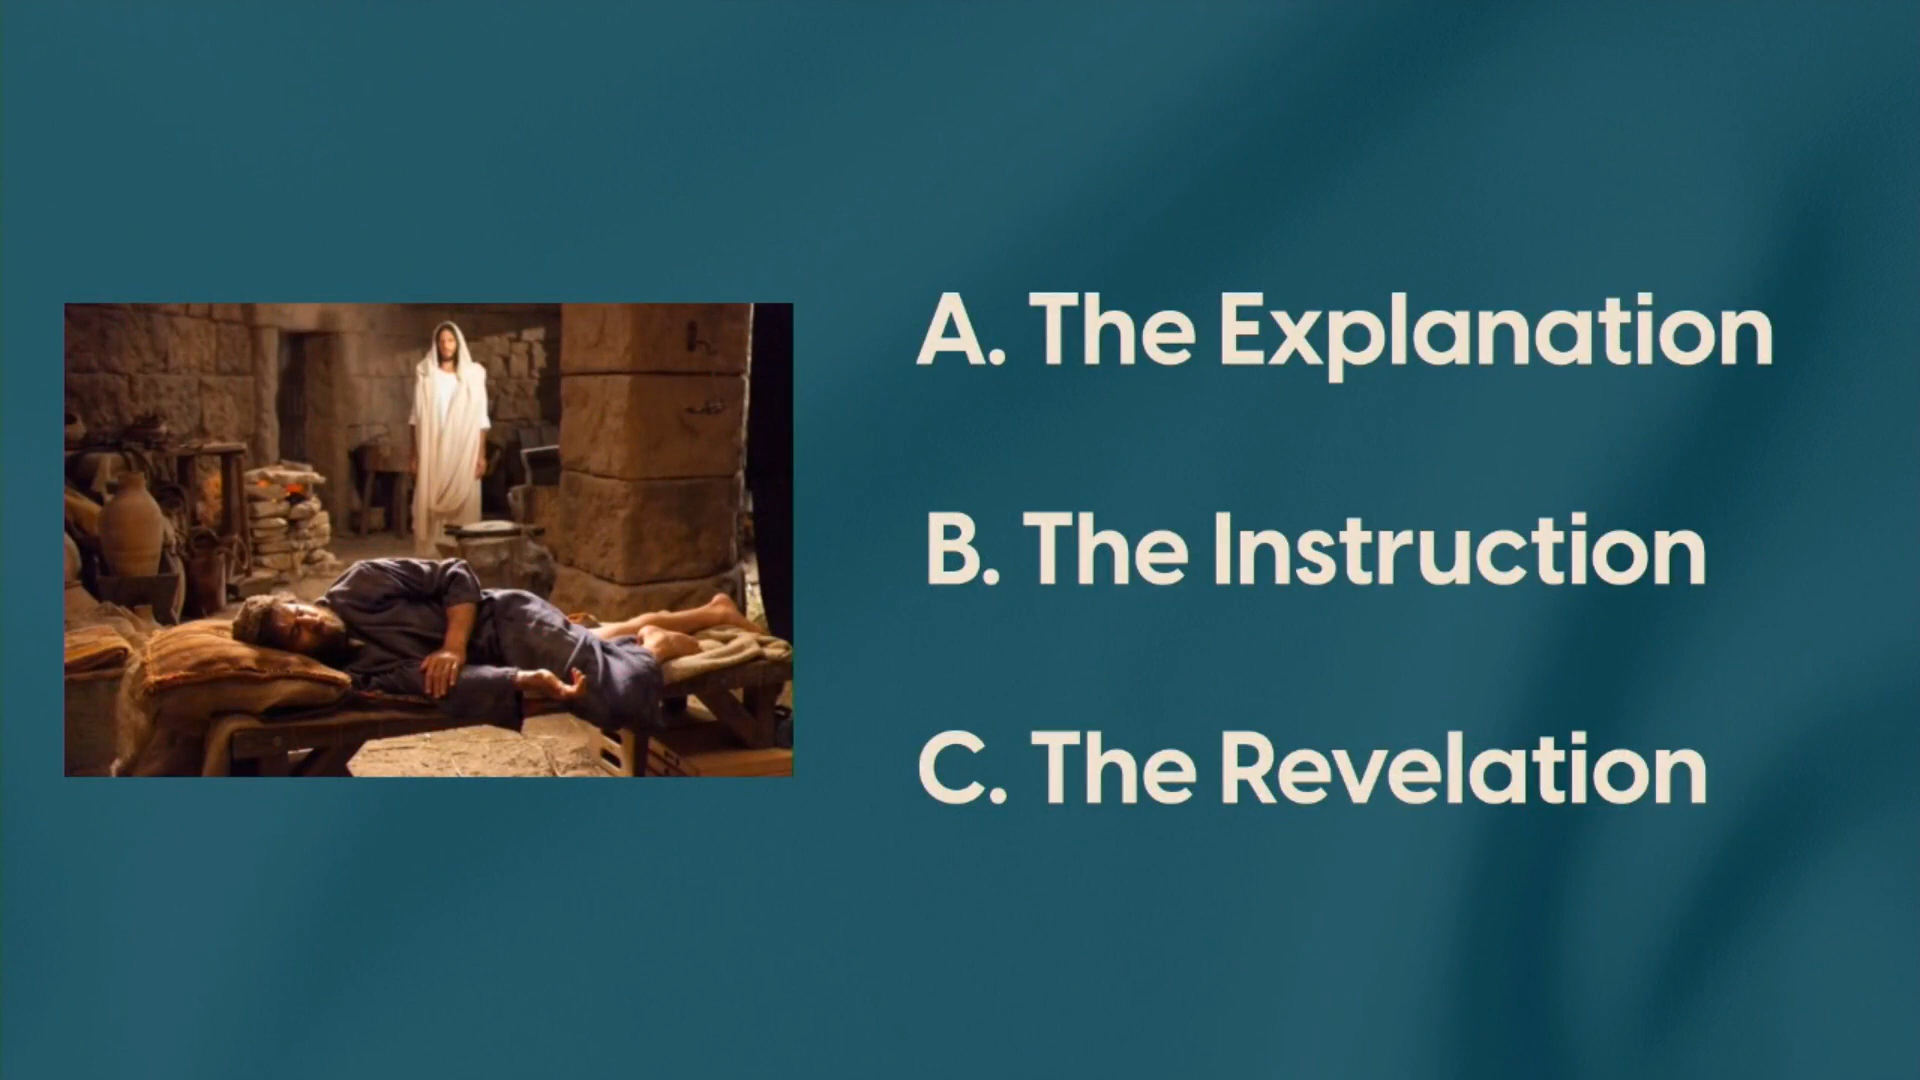 A. The Explanation
B. The Instruction
C. The Revelation